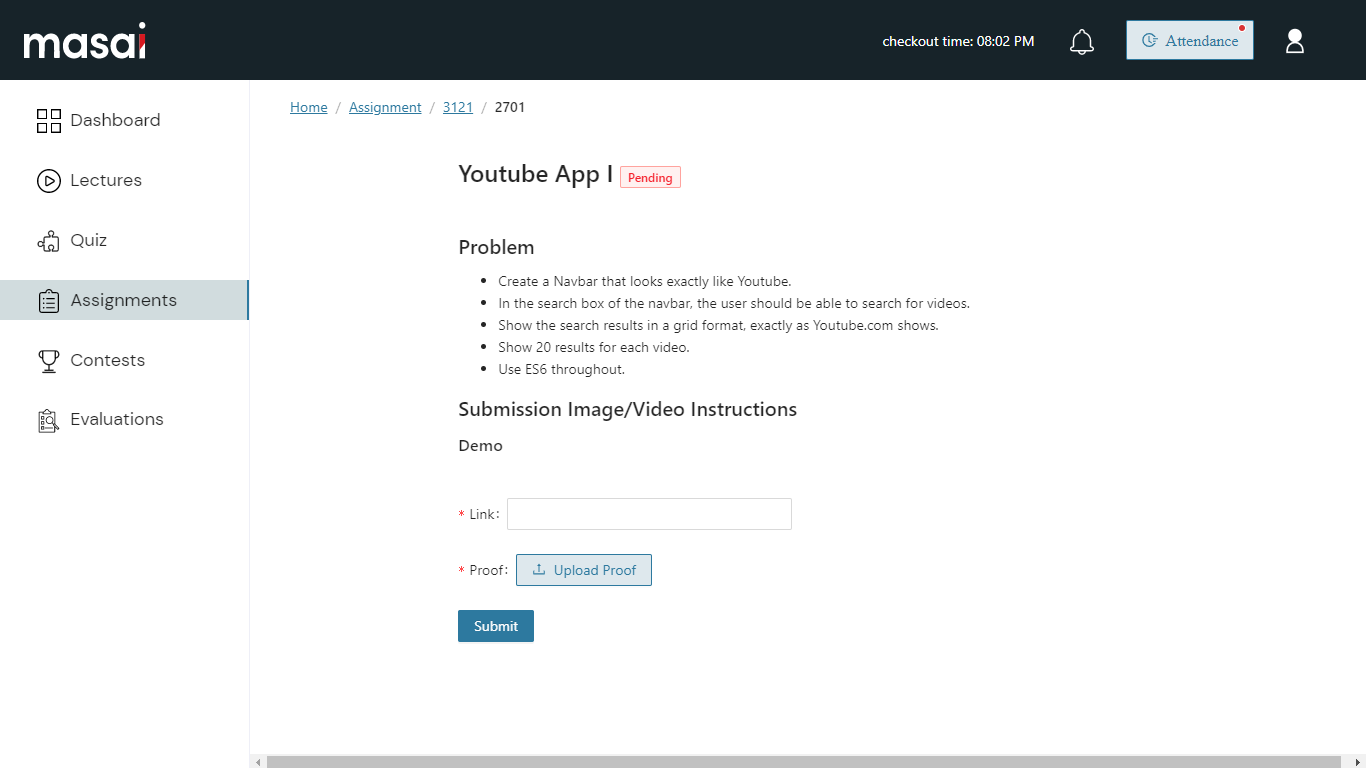 masai
checkout time: 08:02 PM
Attendance
Dashboard
Lectures
Quiz
Assignments
Contests
Evaluations
Home / Assignment / 3121 / 2701
Youtube App I Pending
Problem
• Create a Navbar that looks exactly like Youtube.
• In the search box of the navbar, the user should be able to search for videos.
• Show the search results in a grid format, exactly as Youtube.com shows.
• Show 20 results for each video.
• Use ES6 throughout.
Submission Image/Video Instructions
Demo
* Link:
* Proof: Upload Proof
Submit